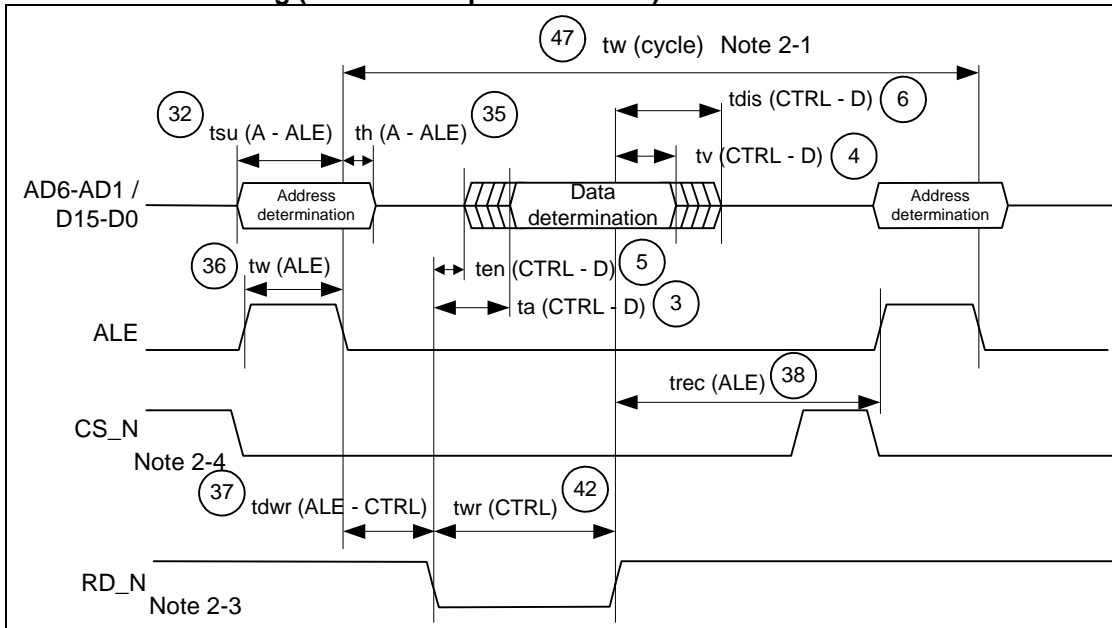 47 tw (cycle) Note 2-1
tdis (CTRL - D) 6
32 35
tsu (A - ALE) th (A - ALE)
tv (CTRL - D) 4
AD6-AD1 /
D15-D0
Address
determination
Data
determination
Address
determination
36 tw (ALE)
ten (CTRL - D) 5
ta (CTRL - D) 3
ALE
trec (ALE) 38
CS_N
Note 2-4
37 tdwr (ALE - CTRL) twr (CTRL) 42
RD_N
Note 2-3